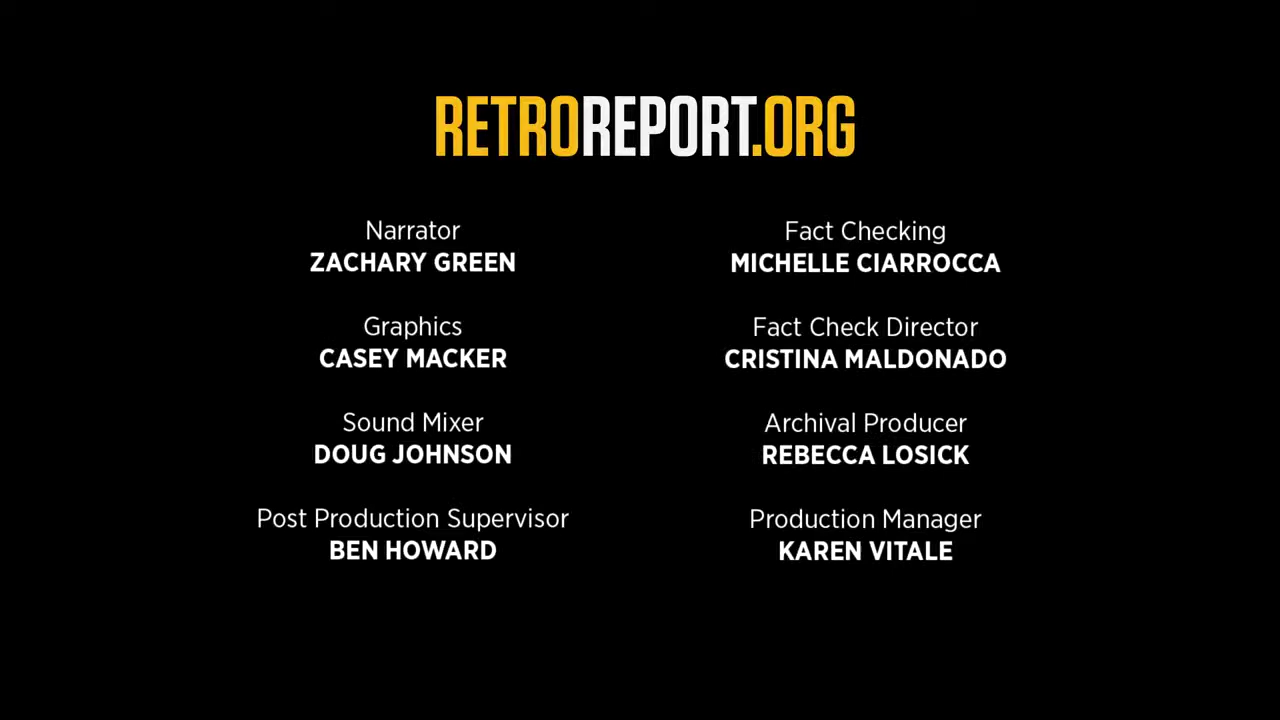 RETROREPORT.ORG
Narrator
ZACHARY GREEN
Graphics
CASEY MACKER
Sound Mixer
DOUG JOHNSON
Post Production Supervisor
BEN HOWARD
Fact Checking
MICHELLE CIARROCCA
Fact Check Director
CRISTINA MALDONADO
Archival Producer
REBECCA LOSICK
Production Manager
KAREN VITALE